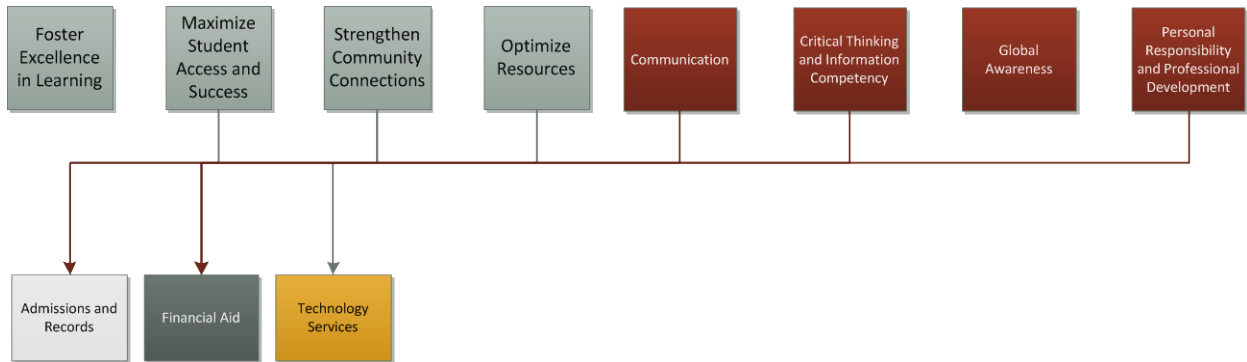 Foster
Excellence
in Learning
Maximize
Student
Access and
Success
Strengthen
Community
Connections
Optimize
Resources
Communication
Critical Thinking
and Information
Competency
Global
Awareness
Personal
Responsibility
and Professional
Development
Admissions and
Records
Financial Aid
Technology
Services